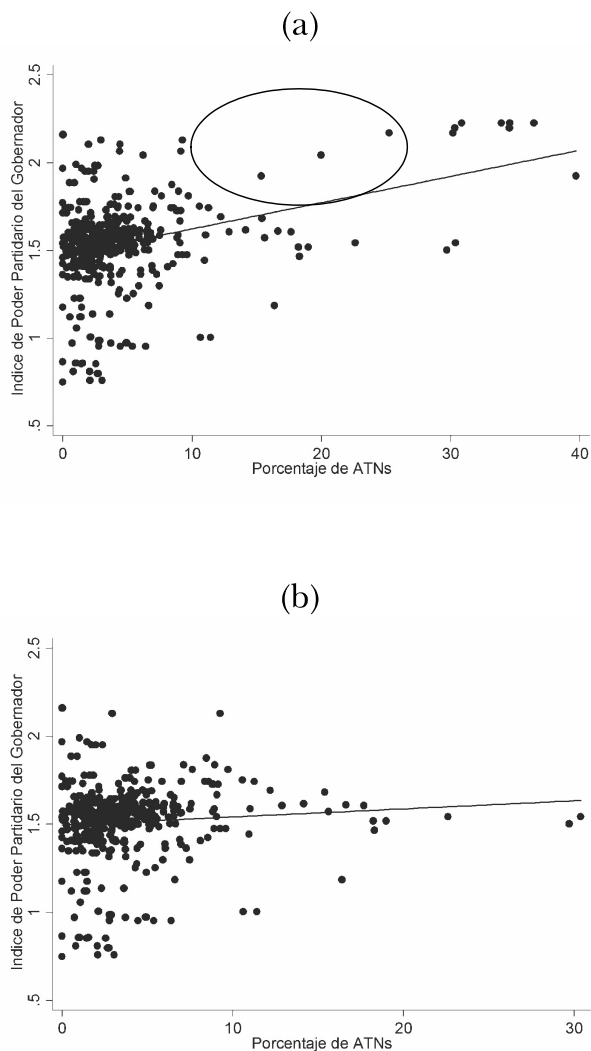 (a)
Indice de Poder Partidario del Gobernador
2.5
2
1.5
1
.5
0 10 20 30 40
Porcentaje de ATNs
(b)
Indice de Poder Partidario del Gobernador
2.5
2
1.5
1
.5
0 10 20 30
Porcentaje de ATNs